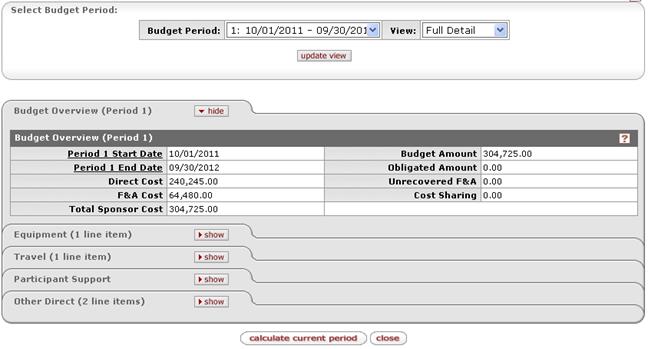 Select Budget Period:
Budget Period: 1: 10/01/2011 - 09/30/201 View: Full Detail
update view
Budget Overview (Period 1) hide
Budget Overview (Period 1) ?
Period 1 Start Date 10/01/2011 Budget Amount 304,725.00
Period 1 End Date 09/30/2012 Obligated Amount 0.00
Direct Cost 240,245.00 Unrecovered F&A 0.00
F&A Cost 64,480.00 Cost Sharing 0.00
Total Sponsor Cost 304,725.00
Equipment (1 line item) show
Travel (1 line item) show
Participant Support show
Other Direct (2 line items) show
calculate current period close